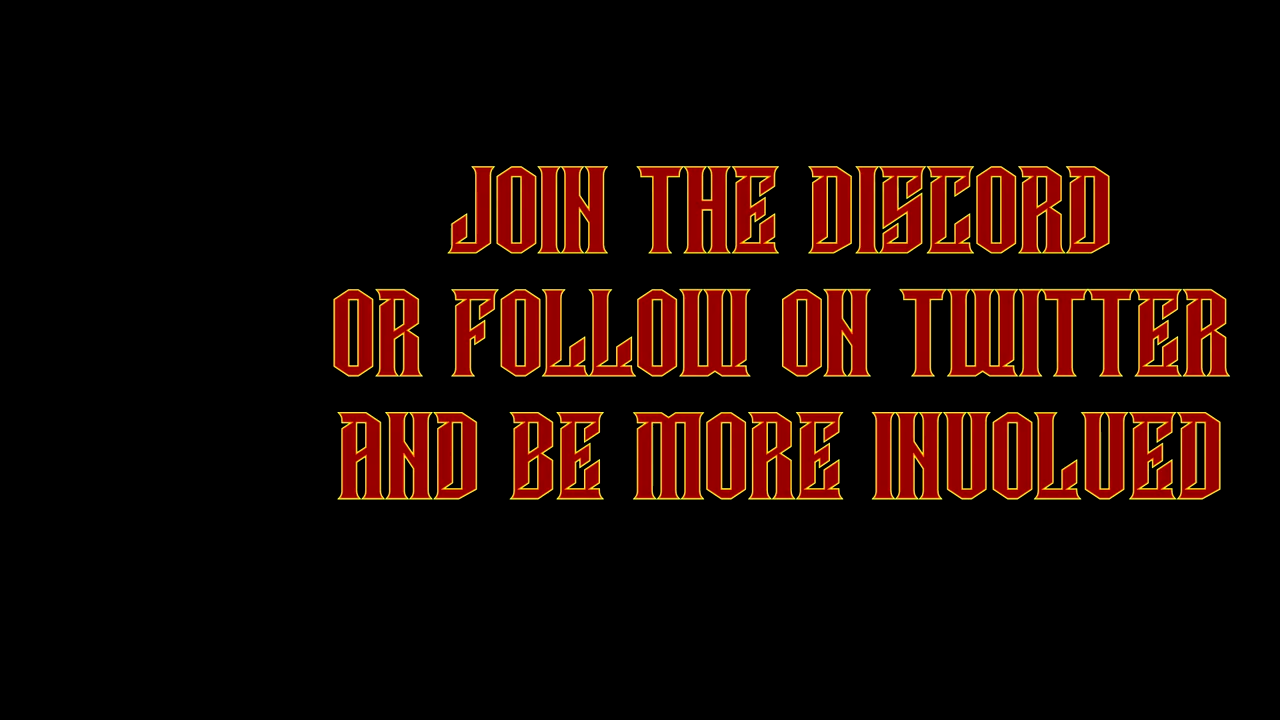 JOIN THE DISCORD
OR FOLLOW ON TWITTER
AND BE MORE INVOLVED